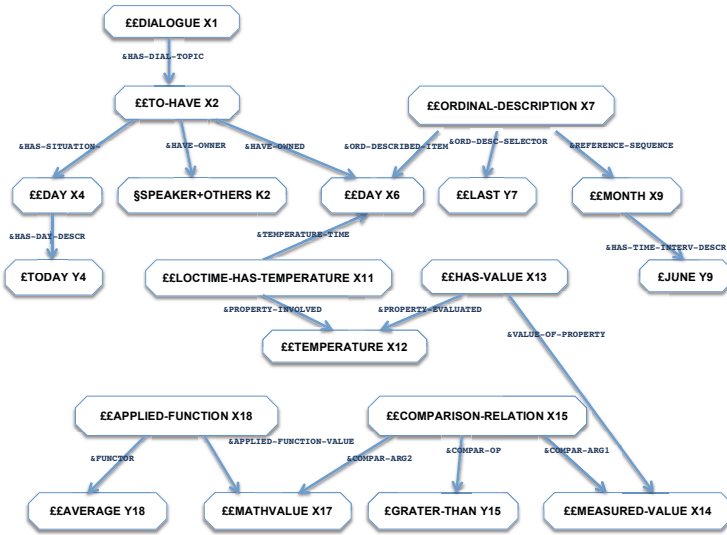 ££DIALOGUE X1
&HAS-DIAL-TOPIC
££TO-HAVE X2
££ORDINAL-DESCRIPTION X7
&HAS-SITUATION-
&HAVE-OWNER
&HAVE-OWNED
&ORD-DESCRIBED-ITEM
&ORD-DESC-SELECTOR
&REFERENCE-SEQUENCE
££DAY X4
§SPEAKER+OTHERS K2
££DAY X6
££LAST Y7
££MONTH X9
&HAS-DAY-DESCR
&TEMPERATURE-TIME
&HAS-TIME-INTERV-DESCR
£TODAY Y4
££LOCTIME-HAS-TEMPERATURE X11
££HAS-VALUE X13
£JUNE Y9
&PROPERTY-INVOLVED
&PROPERTY-EVALUATED
&VALUE-OF-PROPERTY
££TEMPERATURE X12
££APPLIED-FUNCTION X18
££COMPARISON-RELATION X15
&FUNCTOR
&APPLIED-FUNCTION-VALUE
&COMPAR-ARG2
&COMPAR-OP
&COMPAR-ARG1
££AVERAGE Y18
££MATHVALUE X17
£GRATER-THAN Y15
££MEASURED-VALUE X14